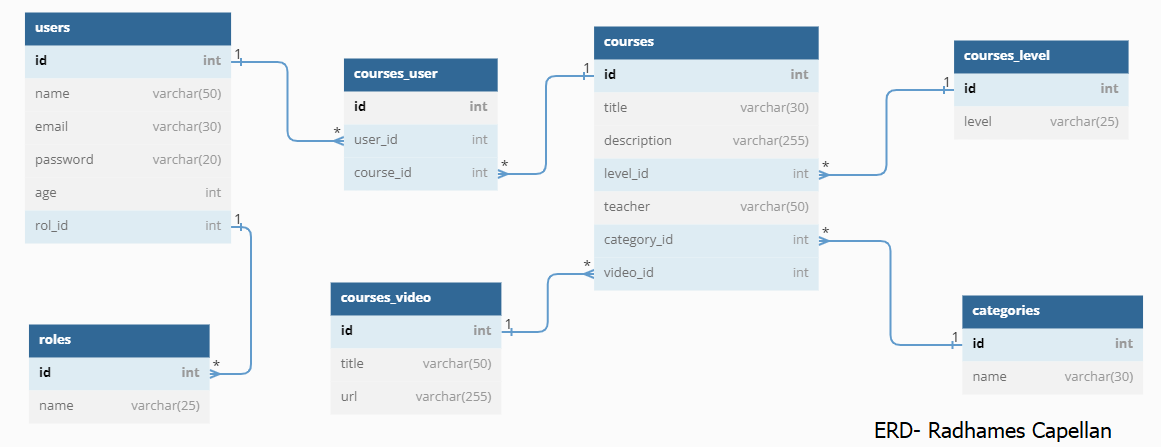 users
id int
name varchar(50)
email varchar(30)
password varchar(20)
age int
rol_id int
1
*
1
*
courses_user
id int
user_id int
course_id int
*
1
courses
id int
title varchar(30)
description varchar(255)
level_id int
teacher varchar(50)
category_id int
video_id int
*
1
*
1
*
1
courses_level
id int
level varchar(25)
roles
id int
name varchar(25)
courses_video
id int
title varchar(50)
url varchar(255)
categories
id int
name varchar(30)
ERD- Radhames Capellan